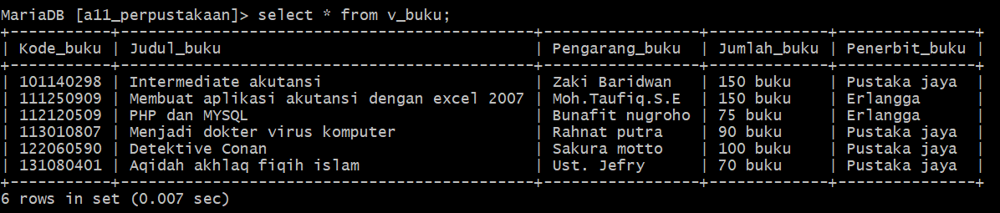 MariaDB [a11_perpustakaan]> select * from v_buku;
+-----------+---------------------------------------------+-----------------+-------------+---------------+
| Kode_buku | Judul_buku                                  | Pengarang_buku  | Jumlah_buku | Penerbit_buku |
+-----------+---------------------------------------------+-----------------+-------------+---------------+
| 101140298 | Intermediate akutansi                       | Zaki Baridwan   | 150 buku    | Pustaka jaya  |
| 111250909 | Membuat aplikasi akutansi dengan excel 2007 | Moh.Taufiq.S.E  | 150 buku    | Erlangga      |
| 112120509 | PHP dan MYSQL                               | Bunafit nugroho | 75 buku     | Erlangga      |
| 113010807 | Menjadi dokter virus komputer               | Rahnat putra    | 90 buku     | Pustaka jaya  |
| 122060590 | Detektive Conan                             | Sakura motto    | 100 buku    | Pustaka jaya  |
| 131080401 | Aqidah akhlaq fiqih islam                   | Ust. Jefry      | 70 buku     | Pustaka jaya  |
+-----------+---------------------------------------------+-----------------+-------------+---------------+
6 rows in set (0.007 sec)